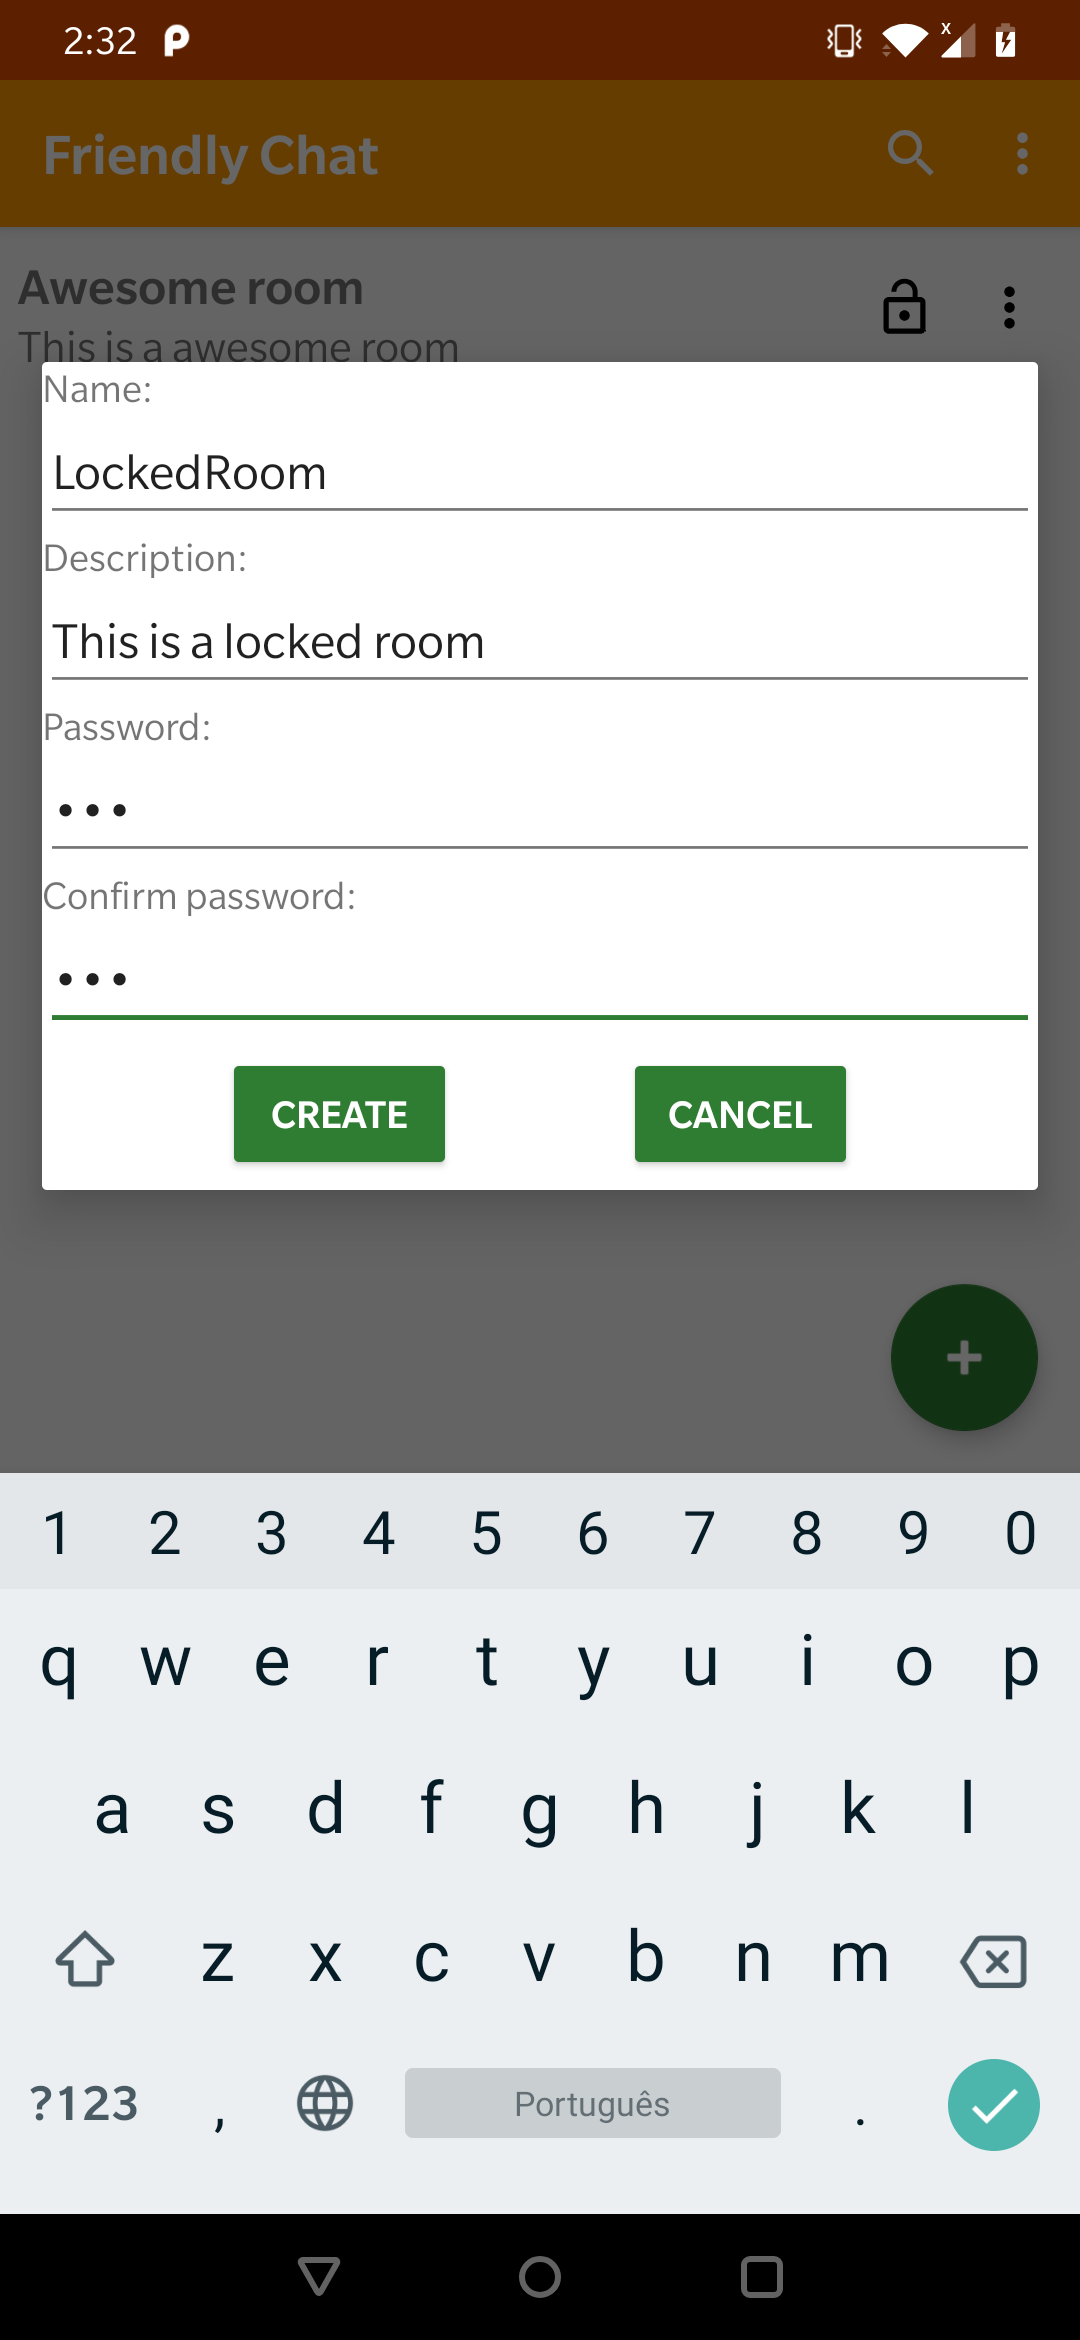 2:32
Friendly Chat
Awesome room
This is a awesome room
Name:
LockedRoom
Description:
This is a locked room
Password:
•••
Confirm password:
•••
CREATE CANCEL
+
1 2 3 4 5 6 7 8 9 0
q w e r t y u i o p
a s d f g h j k l
z x c v b n m
?123 , Português .